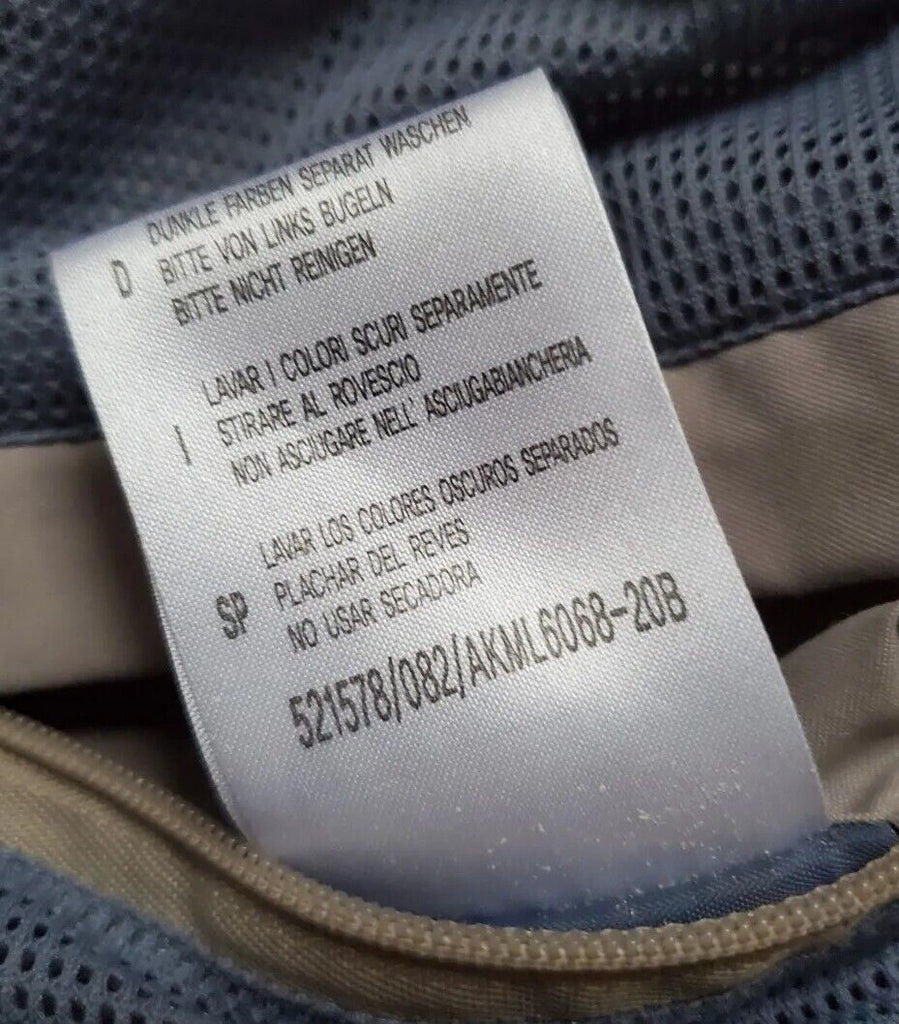 D
DUNKLE FARBEN SEPARAT WASCHEN
BITTE VON LINKS BUGELN
BITTE NICHT REINIGEN
I
LAVAR I COLORI SCURI SEPARAMENTE
STIRARE AL ROVESCIO
NON ASCIUGARE NELL' ASCIUGABIANCHERIA
SP
LAVAR LOS COLORES OSCUROS SEPARADOS
PLACHAR DEL REVES
NO USAR SECADORA
521578/082/AKML6068-20B